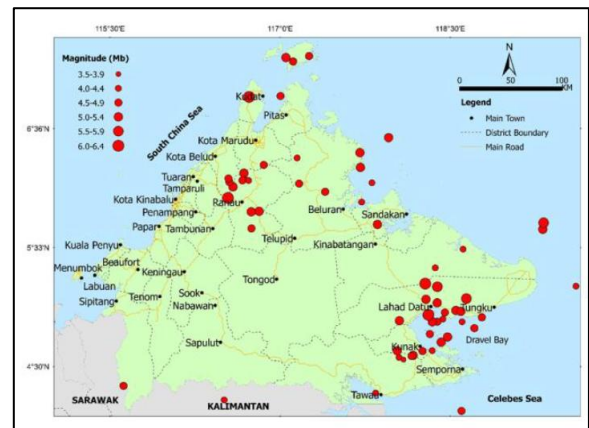 115°30'E
117°0'E
118°30'E
Magnitude (Mb)
3.5-3.9
4.0-4.4
4.5-4.9
5.0-5.4
5.5-5.9
6.0-6.4
N
0
50
100
KM
Legend
Main Town
District Boundary
Main Road
6°36'N
5°33'N
4°30'N
South China Sea
Kudat
Pitas
Kota Marudu
Kota Belud
Tuaran
Tamparuli
Kota Kinabalu
Ranau
Penampang
Beluran
Sandakan
Papar
Tambunan
Telupid
Kinabatangan
Kuala Penyu
Beaufort
Menumbok
Keningau
Labuan
Tongod
Sipitang
Tenom
Sook
Nabawan
Lahad Datu
Tungku
Sapulut
Kunak
Dravel Bay
Semporna
Tawau
SARAWAK
KALIMANTAN
Celebes Sea